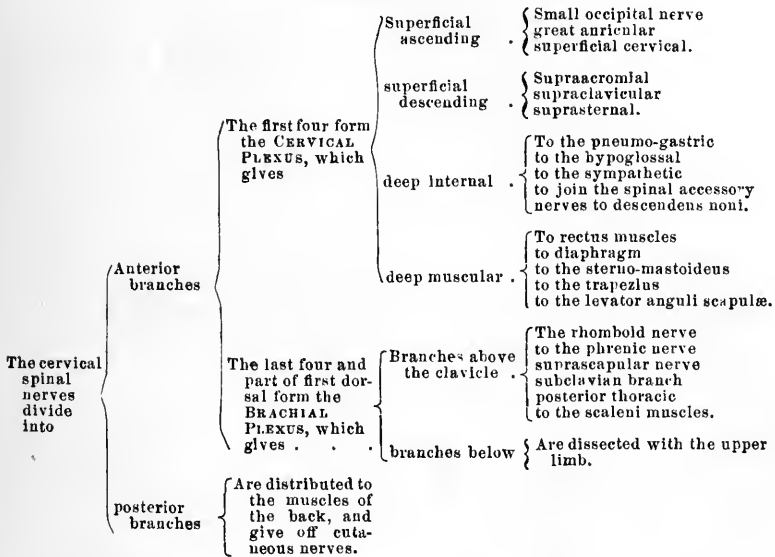 The cervical
spinal
nerves
divide
into
Anterior
branches
The first four form
the CERVICAL
PLEXUS, which
gives
Superficial
ascending .
Small occipital nerve
great auricular
superficial cervical.
superficial
descending .
Supraacromial
supraclavicular
suprasternal.
deep internal .
To the pneumo-gastric
to the hypoglossal
to the sympathetic
to join the spinal accessory
nerves to descendens noni.
deep muscular .
To rectus muscles
to diaphragm
to the sterno-mastoideus
to the trapezius
to the levator anguli scapulæ.
The last four and
part of first dor-
sal form the
BRACHIAL
PLEXUS, which
gives . . .
Branches above
the clavicle .
The rhomboid nerve
to the phrenic nerve
suprascapular nerve
subclavian branch
posterior thoracic
to the scaleni muscles.
branches below
Are dissected with the upper
limb.
posterior
branches
Are distributed to
the muscles of
the back, and
give off cuta-
neous nerves.